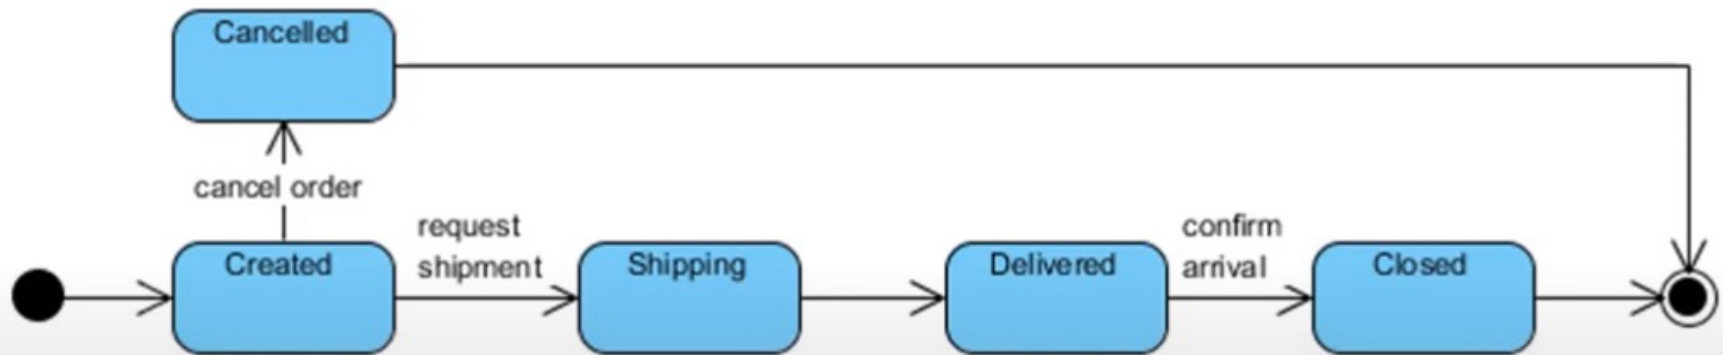 Cancelled
cancel order
Created
request
shipment
Shipping
Delivered
confirm
arrival
Closed